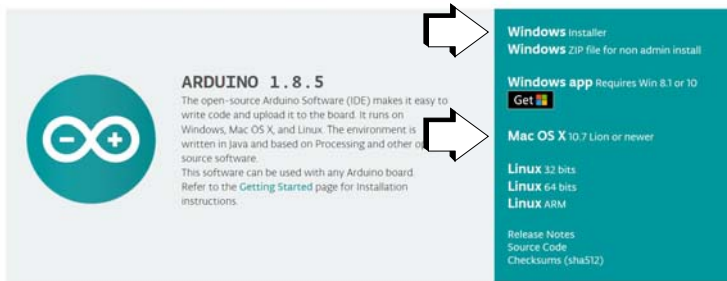 ARDUINO 1.8.5
The open-source Arduino Software (IDE) makes it easy to
write code and upload it to the board. It runs on
Windows, Mac OS X, and Linux. The environment is
written in Java and based on Processing and other
source software.
This software can be used with any Arduino board.
Refer to the Getting Started page for Installation
instructions.
Windows Installer
Windows ZIP file for non admin install
Windows app Requires Win 8.1 or 10
Get
Mac OS X 10.7 Lion or newer
Linux 32 bits
Linux 64 bits
Linux ARM
Release Notes
Source Code
Checksums (sha512)